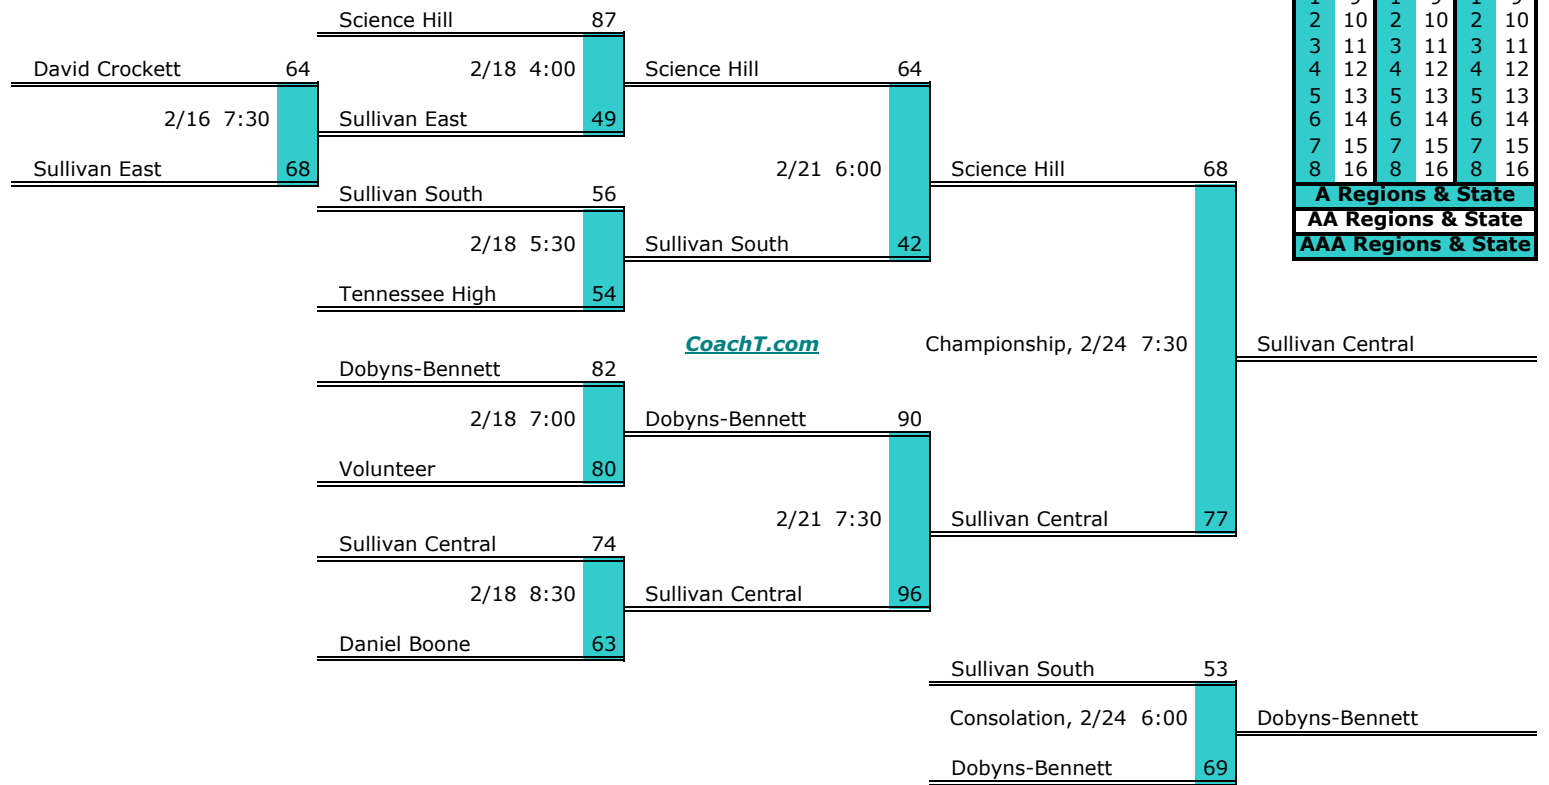 1 9 1 9 1 9
Science Hill 87
2 10 2 10 2 10
3 11 3 11 3 11
David Crockett 64
2/18 4:00
Science Hill 64
4 12 4 12 4 12
5 13 5 13 5 13
2/16 7:30
Sullivan East 49
6 14 6 14 6 14
7 15 7 15 7 15
Sullivan East 68
2/21 6:00
Science Hill 68
8 16 8 16 8 16
Sullivan South 56
A Regions & State
AA Regions & State
2/18 5:30
Sullivan South 42
AAA Regions & State
Tennessee High 54
CoachT.com
Championship, 2/24 7:30
Sullivan Central
Dobyns-Bennett 82
2/18 7:00
Dobyns-Bennett 90
Volunteer 80
2/21 7:30
Sullivan Central 77
Sullivan Central 74
2/18 8:30
Sullivan Central 96
Daniel Boone 63
Sullivan South 53
Consolation, 2/24 6:00
Dobyns-Bennett
Dobyns-Bennett 69